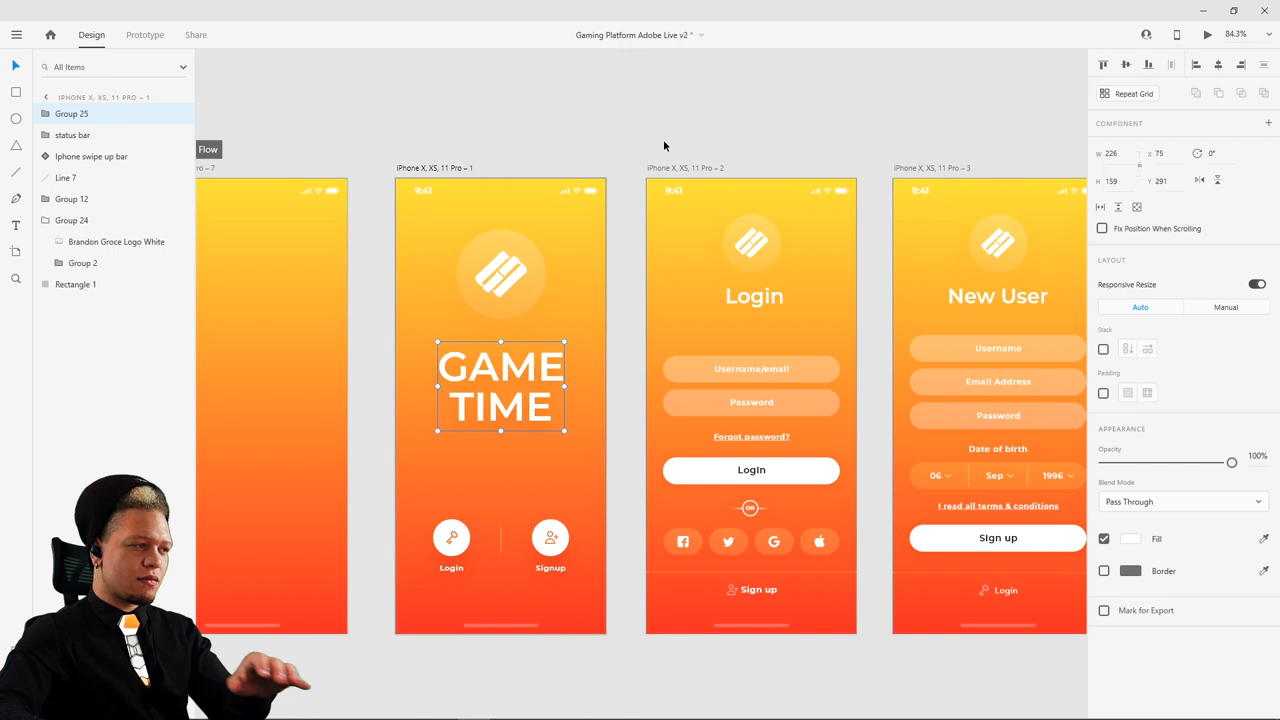 Design Prototype Share
Gaming Platform Adobe Live v2 *
84.3%
All Items
IPHONE X, XS, 11 PRO – 1
Group 25
status bar
Iphone swipe up bar
Line 7
Group 12
Group 24
Brandon Groce Logo White
Group 2
Rectangle 1
Flow
ro – 7
iPhone X, XS, 11 Pro – 1
9:41
GAME
TIME
Login Signup
iPhone X, XS, 11 Pro – 2
9:41
Login
Username/email
Password
Forgot password?
Login
OR
Sign up
iPhone X, XS, 11 Pro – 3
9:41
New User
Username
Email Address
Password
Date of birth
06 Sep 1996
I read all terms & conditions
Sign up
Login
Repeat Grid
COMPONENT
W 226 X 75 0°
H 159 Y 291
Fix Position When Scrolling
LAYOUT
Responsive Resize
Auto Manual
Stack
Padding
APPEARANCE
Opacity
100%
Blend Mode
Pass Through
Fill
Border
Mark for Export